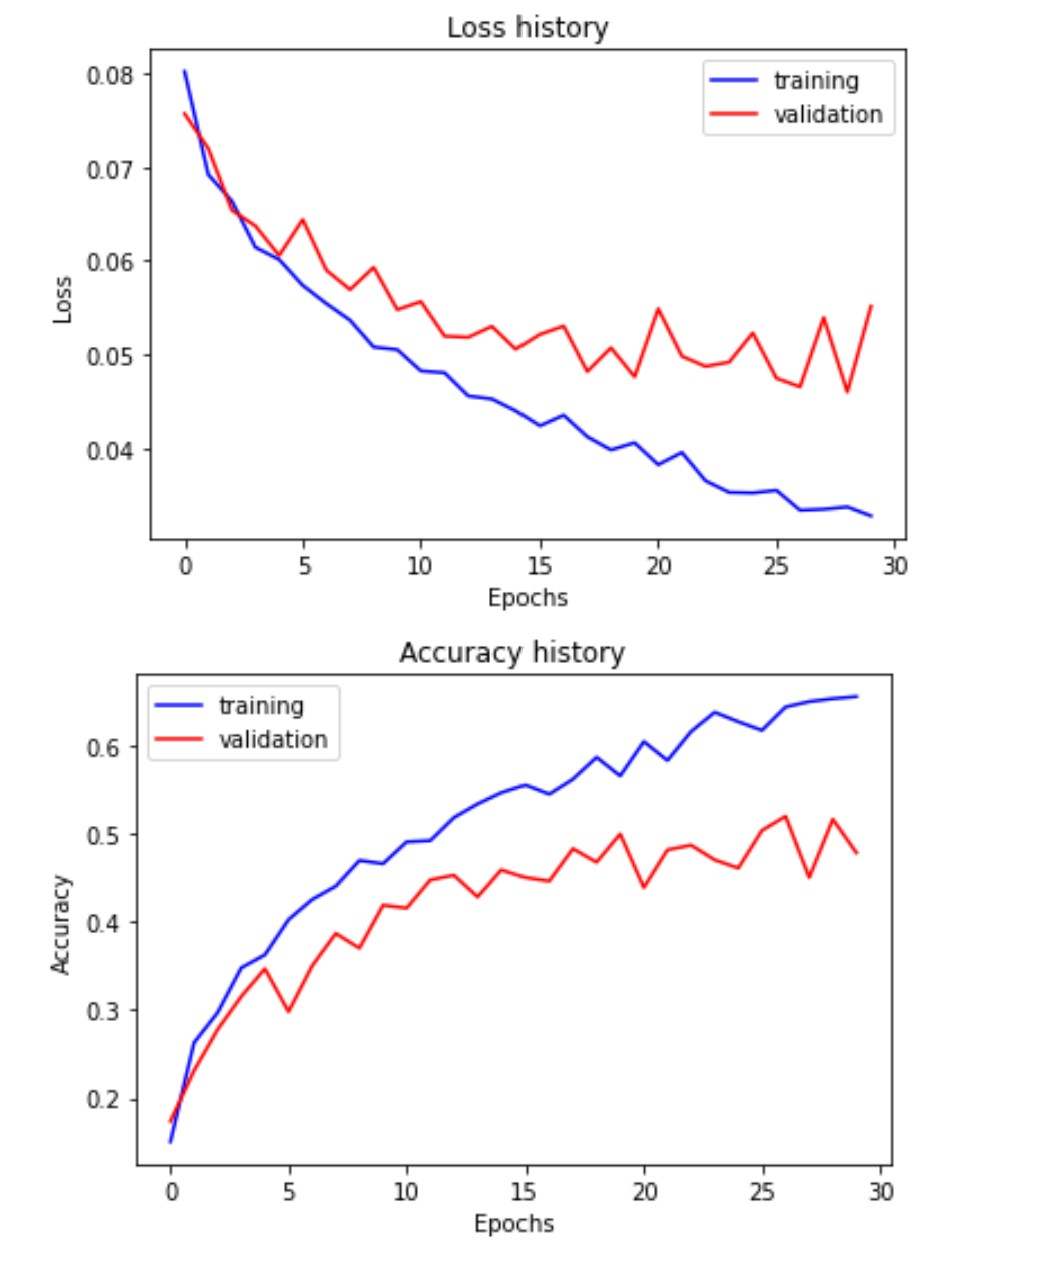 Loss history
training
validation
0.08
0.07
0.06
0.05
0.04
Loss
0 5 10 15 20 25 30
Epochs
Accuracy history
training
validation
0.6
0.5
0.4
0.3
0.2
Accuracy
0 5 10 15 20 25 30
Epochs